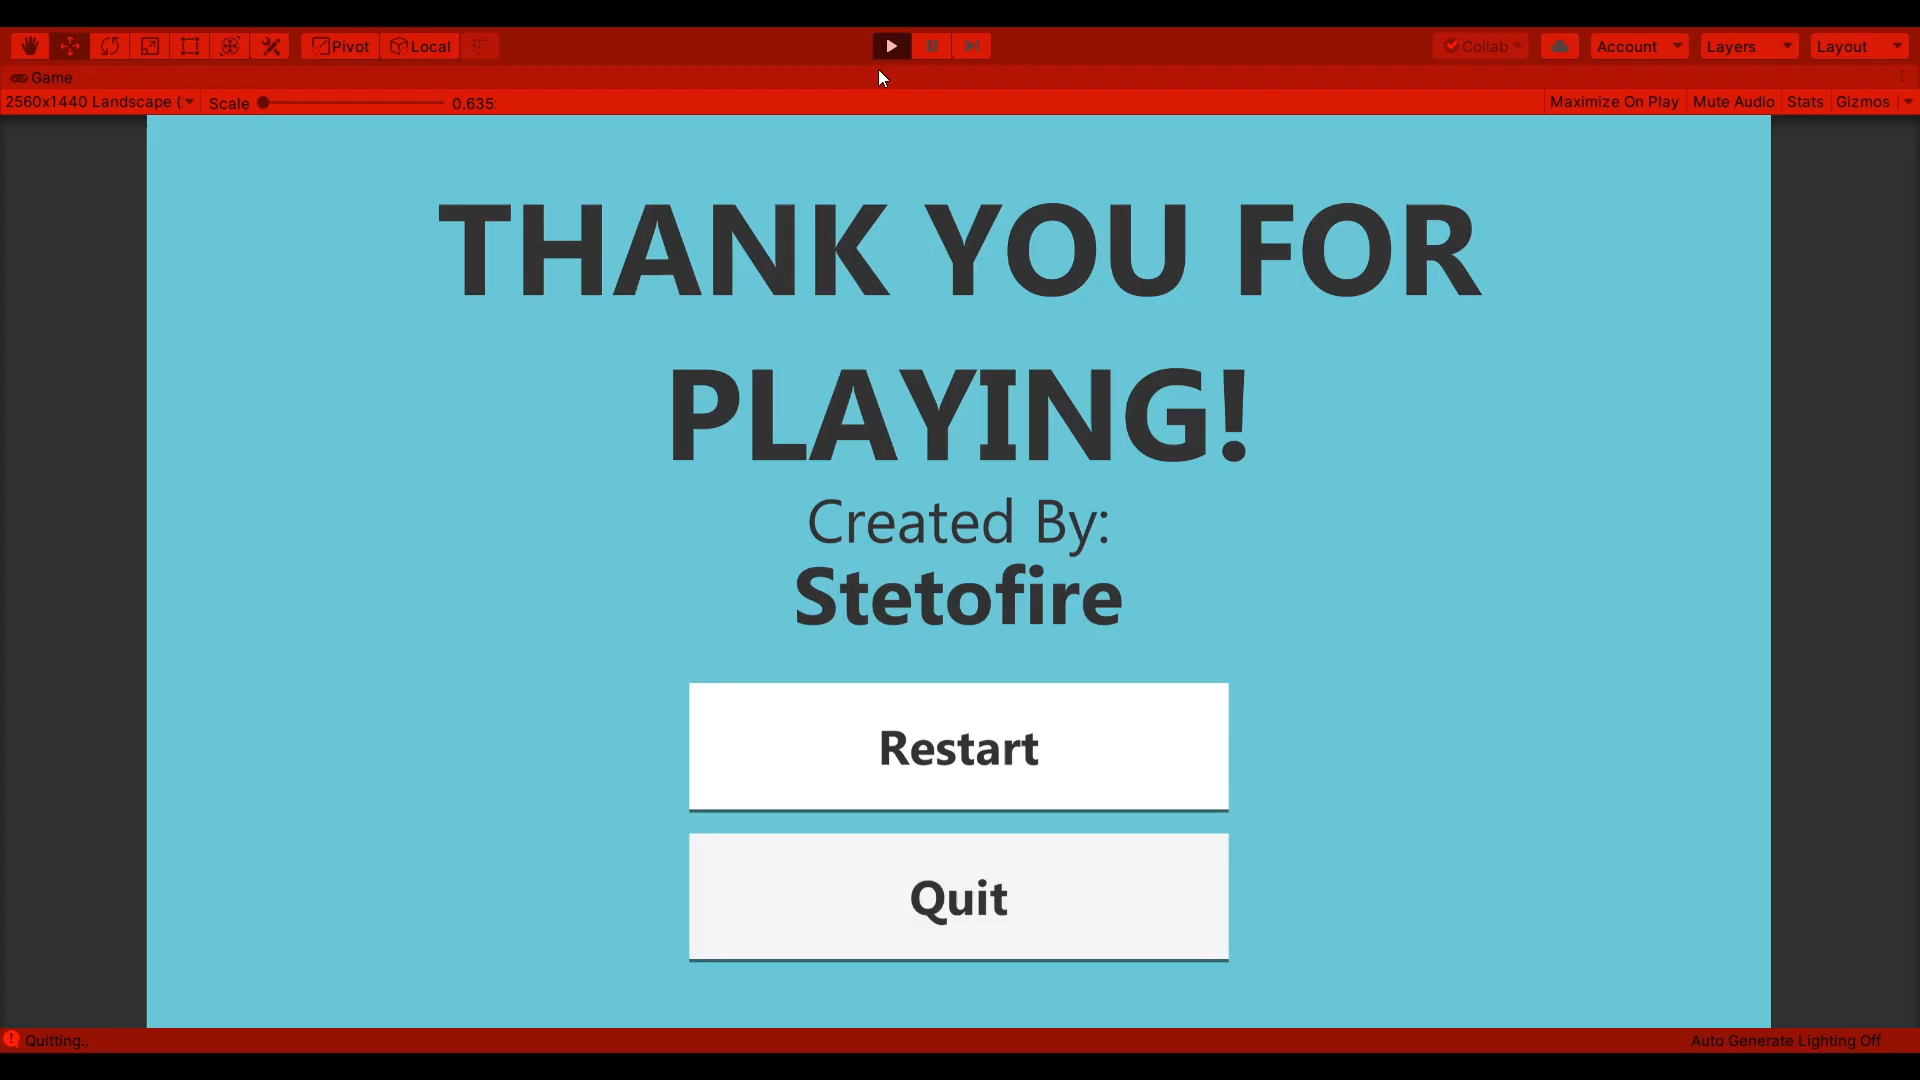 Pivot Local Collab Account Layers Layout
Game
2560x1440 Landscape (: Scale 0.635: Maximize On Play Mute Audio Stats Gizmos
THANK YOU FOR
PLAYING!
Created By:
Stetofire
Restart
Quit
Quitting.. Auto Generate Lighting Off